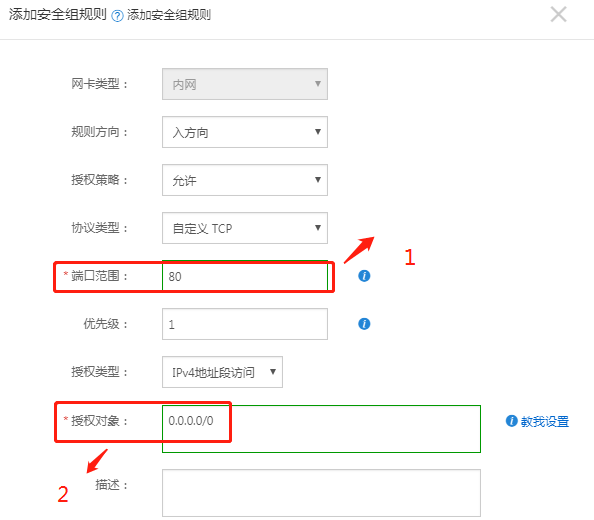 添加安全组规则 ? 添加安全组规则
网卡类型： 内网
规则方向： 入方向
授权策略： 允许
协议类型： 自定义 TCP
* 端口范围： 80 i 1
优先级： 1 i
授权类型： IPv4地址段访问
* 授权对象： 0.0.0.0/0 i 教我设置
2 描述：